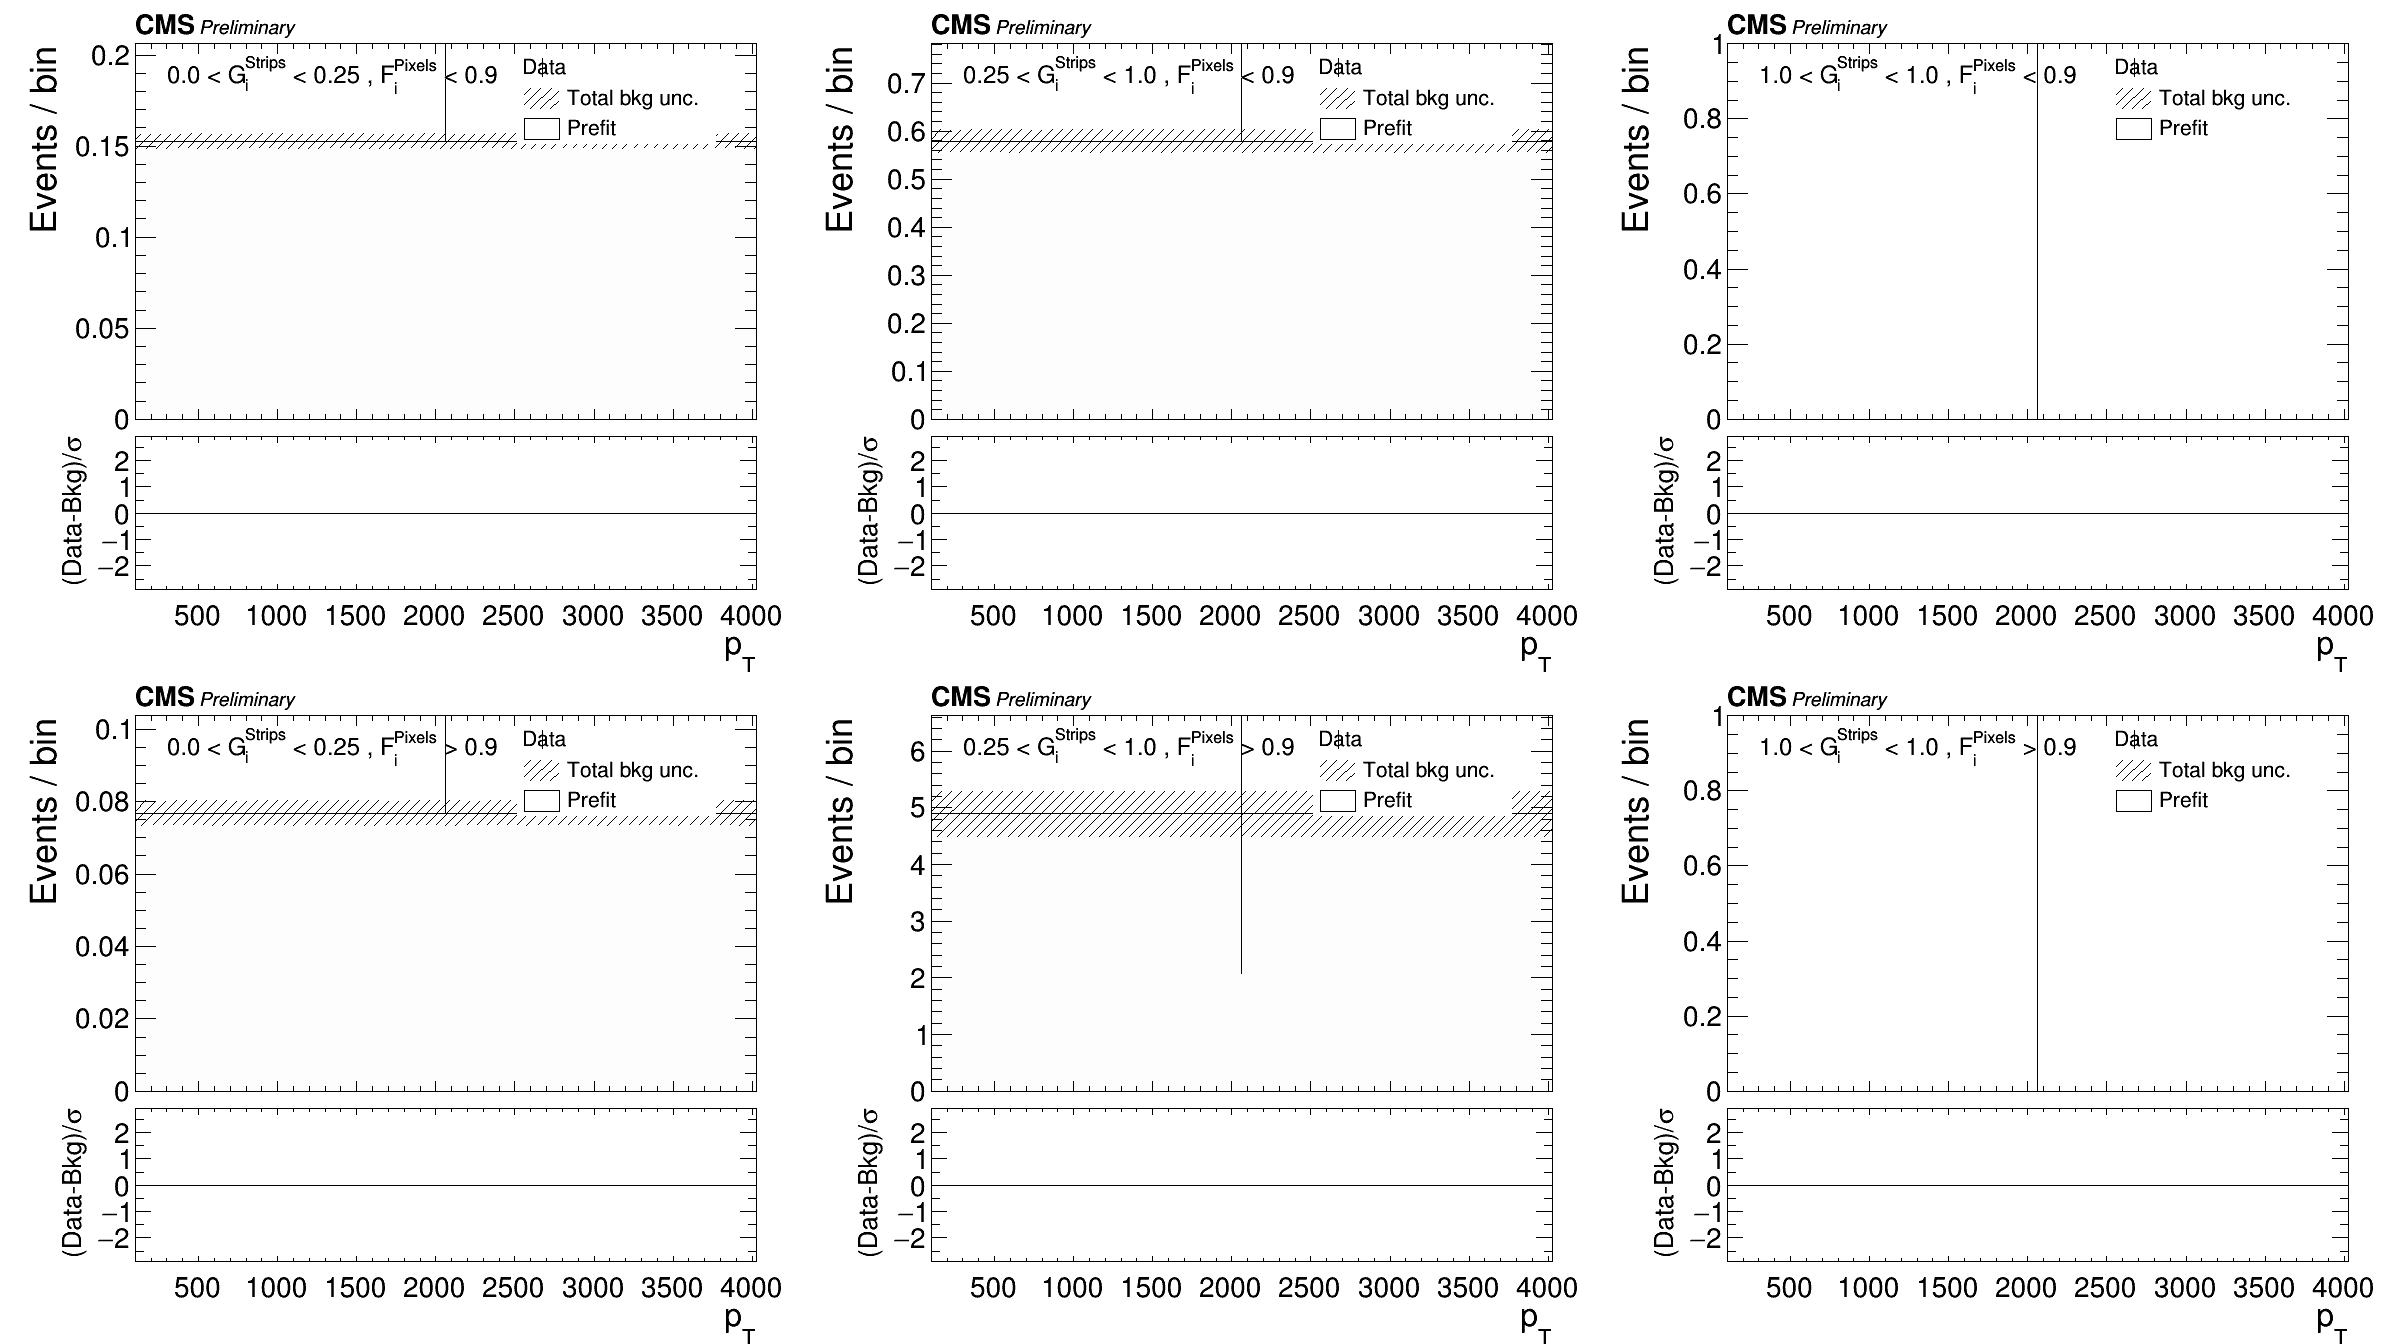 CMS Preliminary
Events / bin
0.0 < G_i^Strips < 0.25 , F_i^Pixels < 0.9
Data
Total bkg unc.
Prefit
0.2
0.15
0.1
0.05
0
(Data-Bkg)/σ
2
1
0
−1
−2
500 1000 1500 2000 2500 3000 3500 4000
p_T
CMS Preliminary
Events / bin
0.25 < G_i^Strips < 1.0 , F_i^Pixels < 0.9
Data
Total bkg unc.
Prefit
0.7
0.6
0.5
0.4
0.3
0.2
0.1
0
(Data-Bkg)/σ
2
1
0
−1
−2
500 1000 1500 2000 2500 3000 3500 4000
p_T
CMS Preliminary
Events / bin
1.0 < G_i^Strips < 1.0 , F_i^Pixels < 0.9
Data
Total bkg unc.
Prefit
1
0.8
0.6
0.4
0.2
0
(Data-Bkg)/σ
2
1
0
−1
−2
500 1000 1500 2000 2500 3000 3500 4000
p_T
CMS Preliminary
Events / bin
0.0 < G_i^Strips < 0.25 , F_i^Pixels > 0.9
Data
Total bkg unc.
Prefit
0.1
0.08
0.06
0.04
0.02
0
(Data-Bkg)/σ
2
1
0
−1
−2
500 1000 1500 2000 2500 3000 3500 4000
p_T
CMS Preliminary
Events / bin
0.25 < G_i^Strips < 1.0 , F_i^Pixels > 0.9
Data
Total bkg unc.
Prefit
6
5
4
3
2
1
0
(Data-Bkg)/σ
2
1
0
−1
−2
500 1000 1500 2000 2500 3000 3500 4000
p_T
CMS Preliminary
Events / bin
1.0 < G_i^Strips < 1.0 , F_i^Pixels > 0.9
Data
Total bkg unc.
Prefit
1
0.8
0.6
0.4
0.2
0
(Data-Bkg)/σ
2
1
0
−1
−2
500 1000 1500 2000 2500 3000 3500 4000
p_T